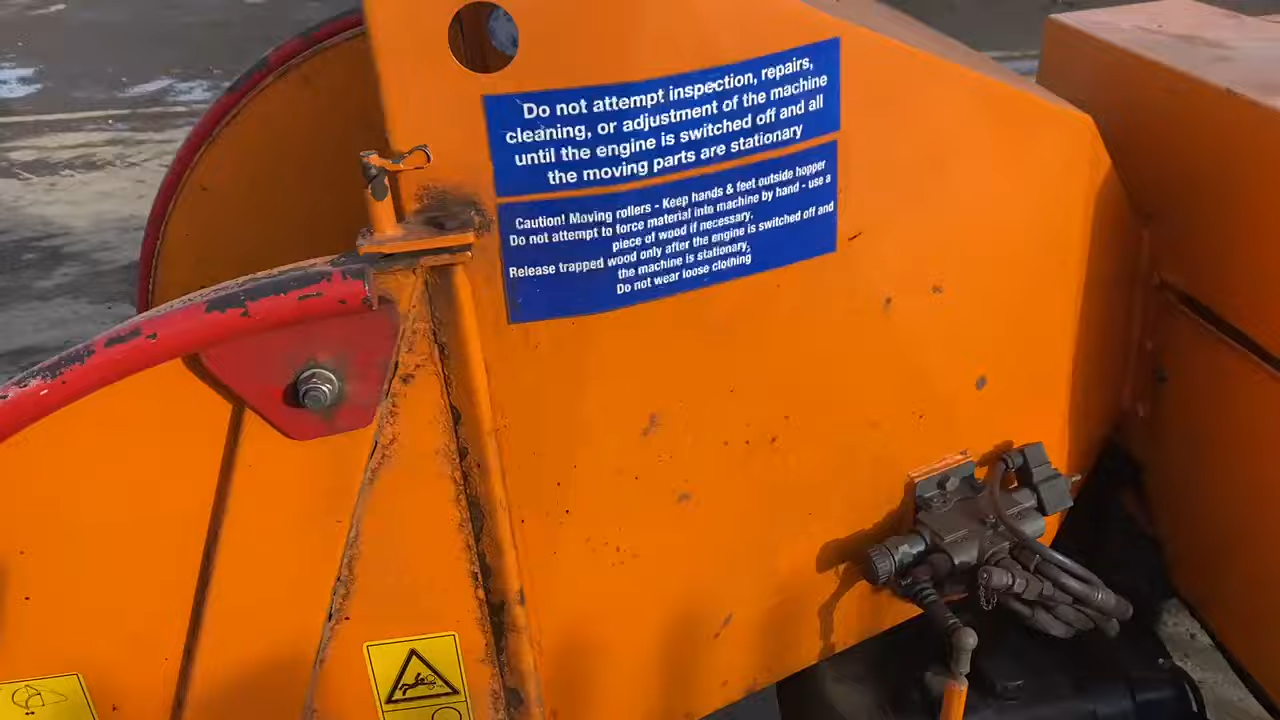 Do not attempt inspection, repairs,
cleaning, or adjustment of the machine
until the engine is switched off and all
the moving parts are stationary
Caution! Moving rollers - Keep hands & feet outside hopper
Do not attempt to force material into machine by hand - use a
piece of wood if necessary.
Release trapped wood only after the engine is switched off and
the machine is stationary,
Do not wear loose clothing